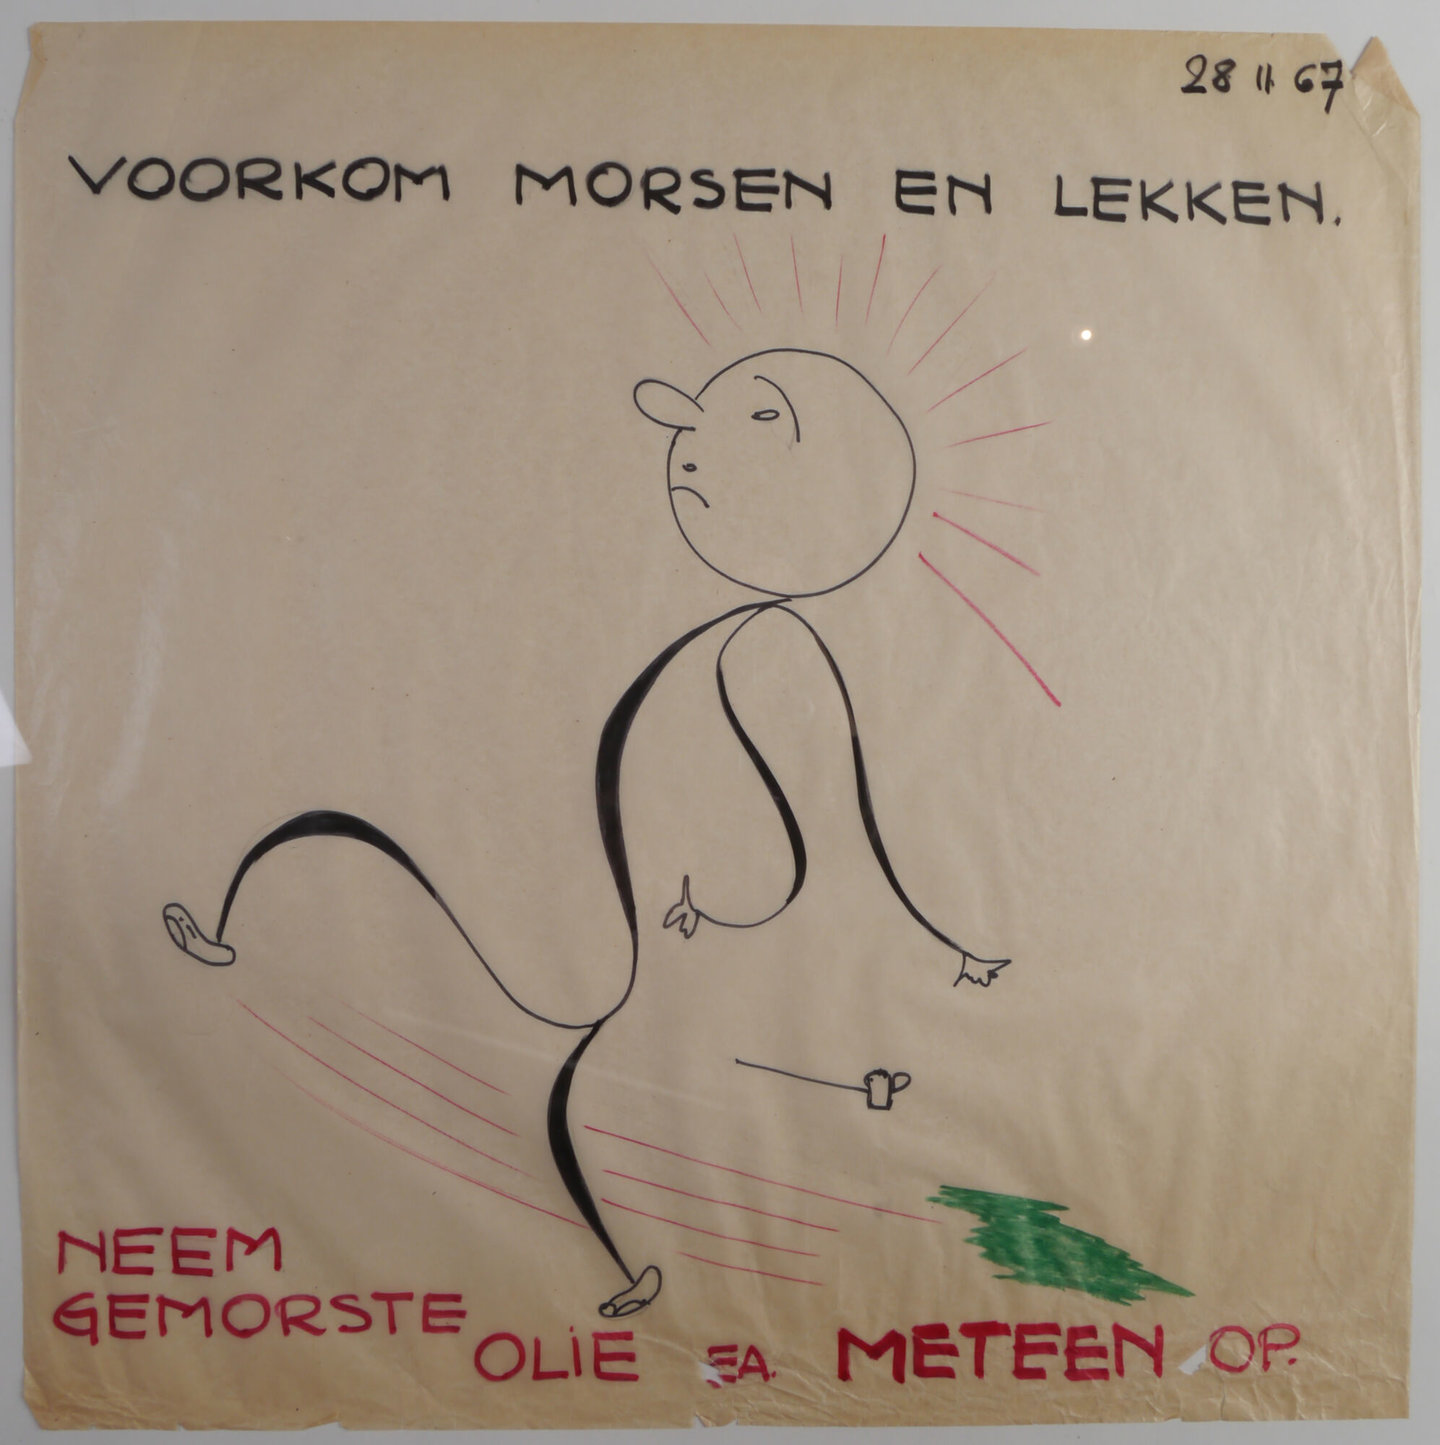 28 11 67
VOORKOM MORSEN EN LEKKEN.
NEEM
GEMORSTE
OLiE EA. METEEN OP.